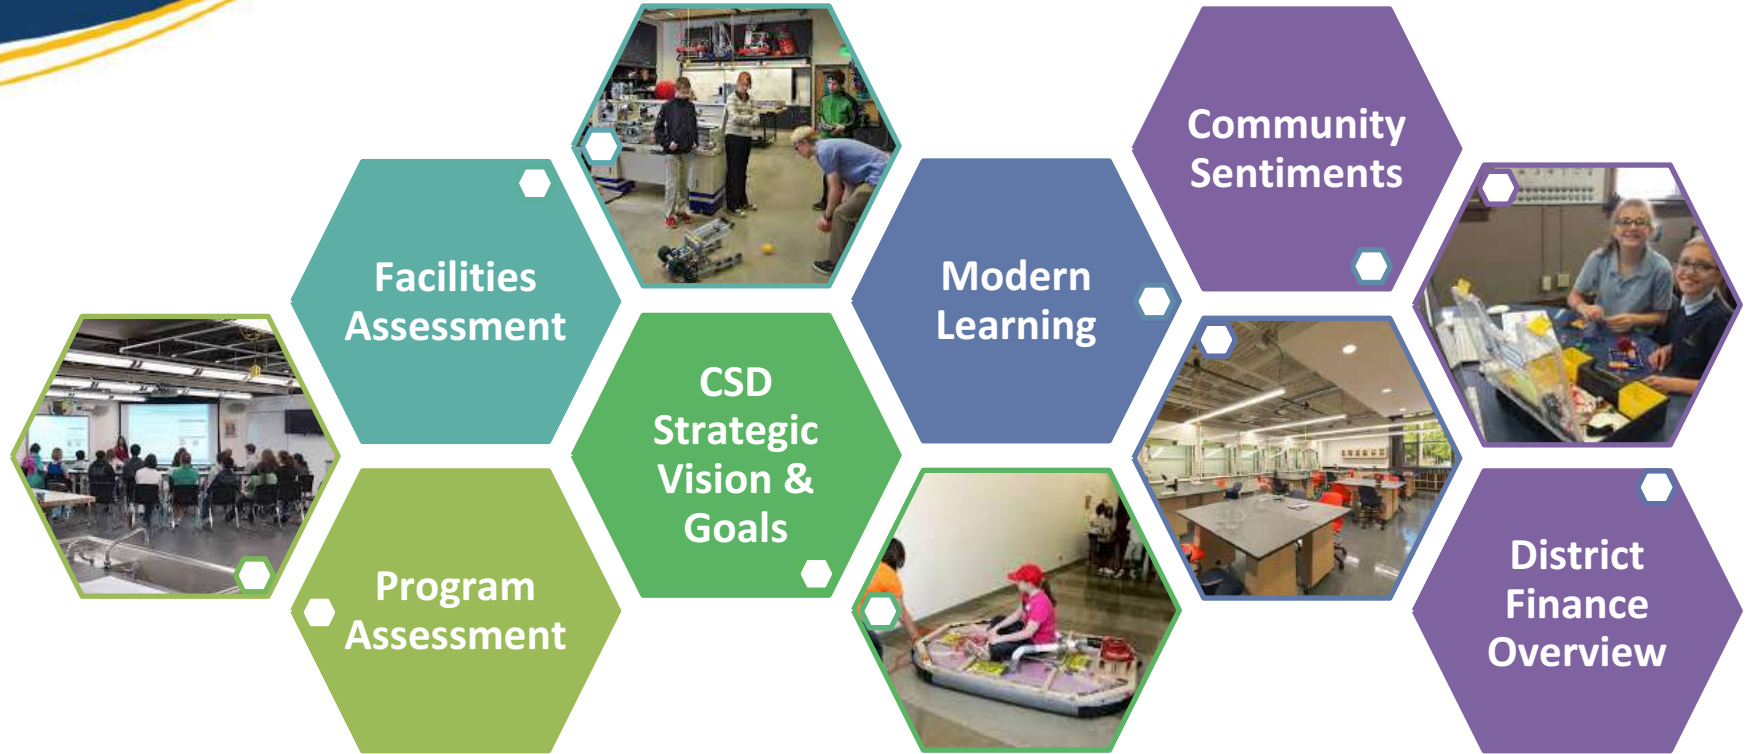 Facilities
Assessment
Program
Assessment
CSD
Strategic
Vision &
Goals
Modern
Learning
Community
Sentiments
District
Finance
Overview